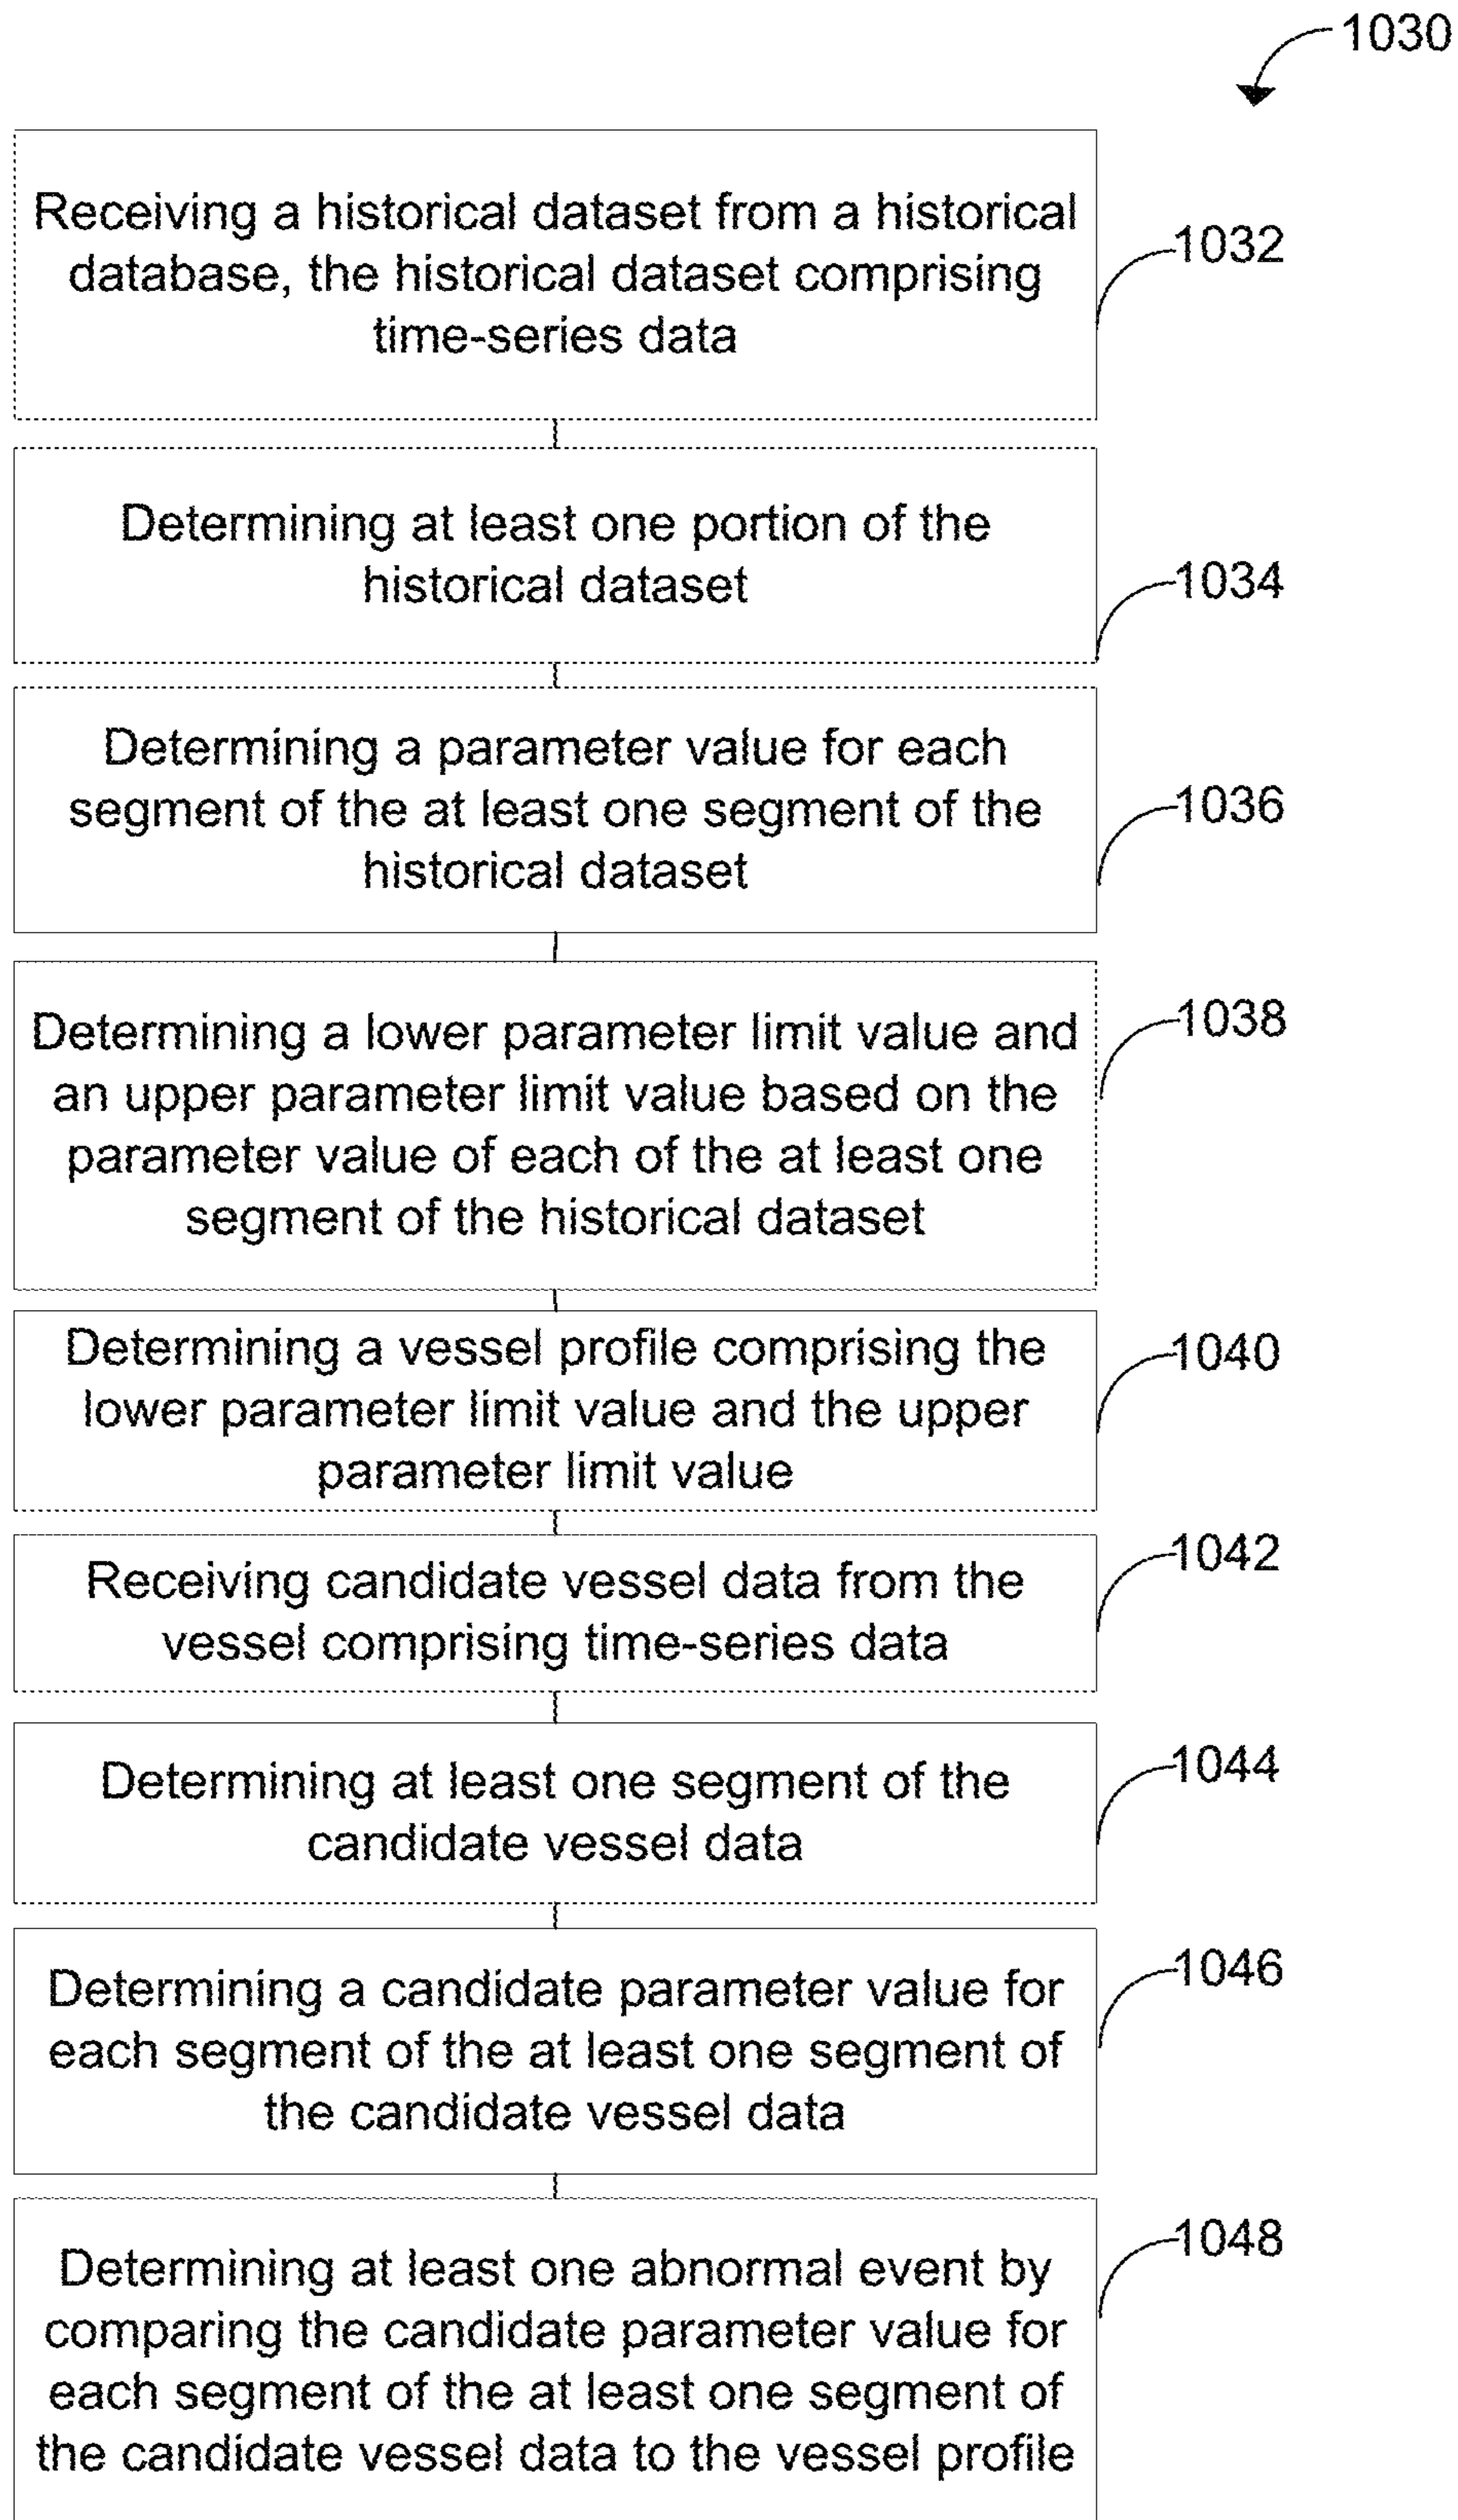 1030
Receiving a historical dataset from a historical
database, the historical dataset comprising
time-series data
1032
Determining at least one portion of the
historical dataset
1034
Determining a parameter value for each
segment of the at least one segment of the
historical dataset
1036
Determining a lower parameter limit value and
an upper parameter limit value based on the
parameter value of each of the at least one
segment of the historical dataset
1038
Determining a vessel profile comprising the
lower parameter limit value and the upper
parameter limit value
1040
Receiving candidate vessel data from the
vessel comprising time-series data
1042
Determining at least one segment of the
candidate vessel data
1044
Determining a candidate parameter value for
each segment of the at least one segment of
the candidate vessel data
1046
Determining at least one abnormal event by
comparing the candidate parameter value for
each segment of the at least one segment of
the candidate vessel data to the vessel profile
1048